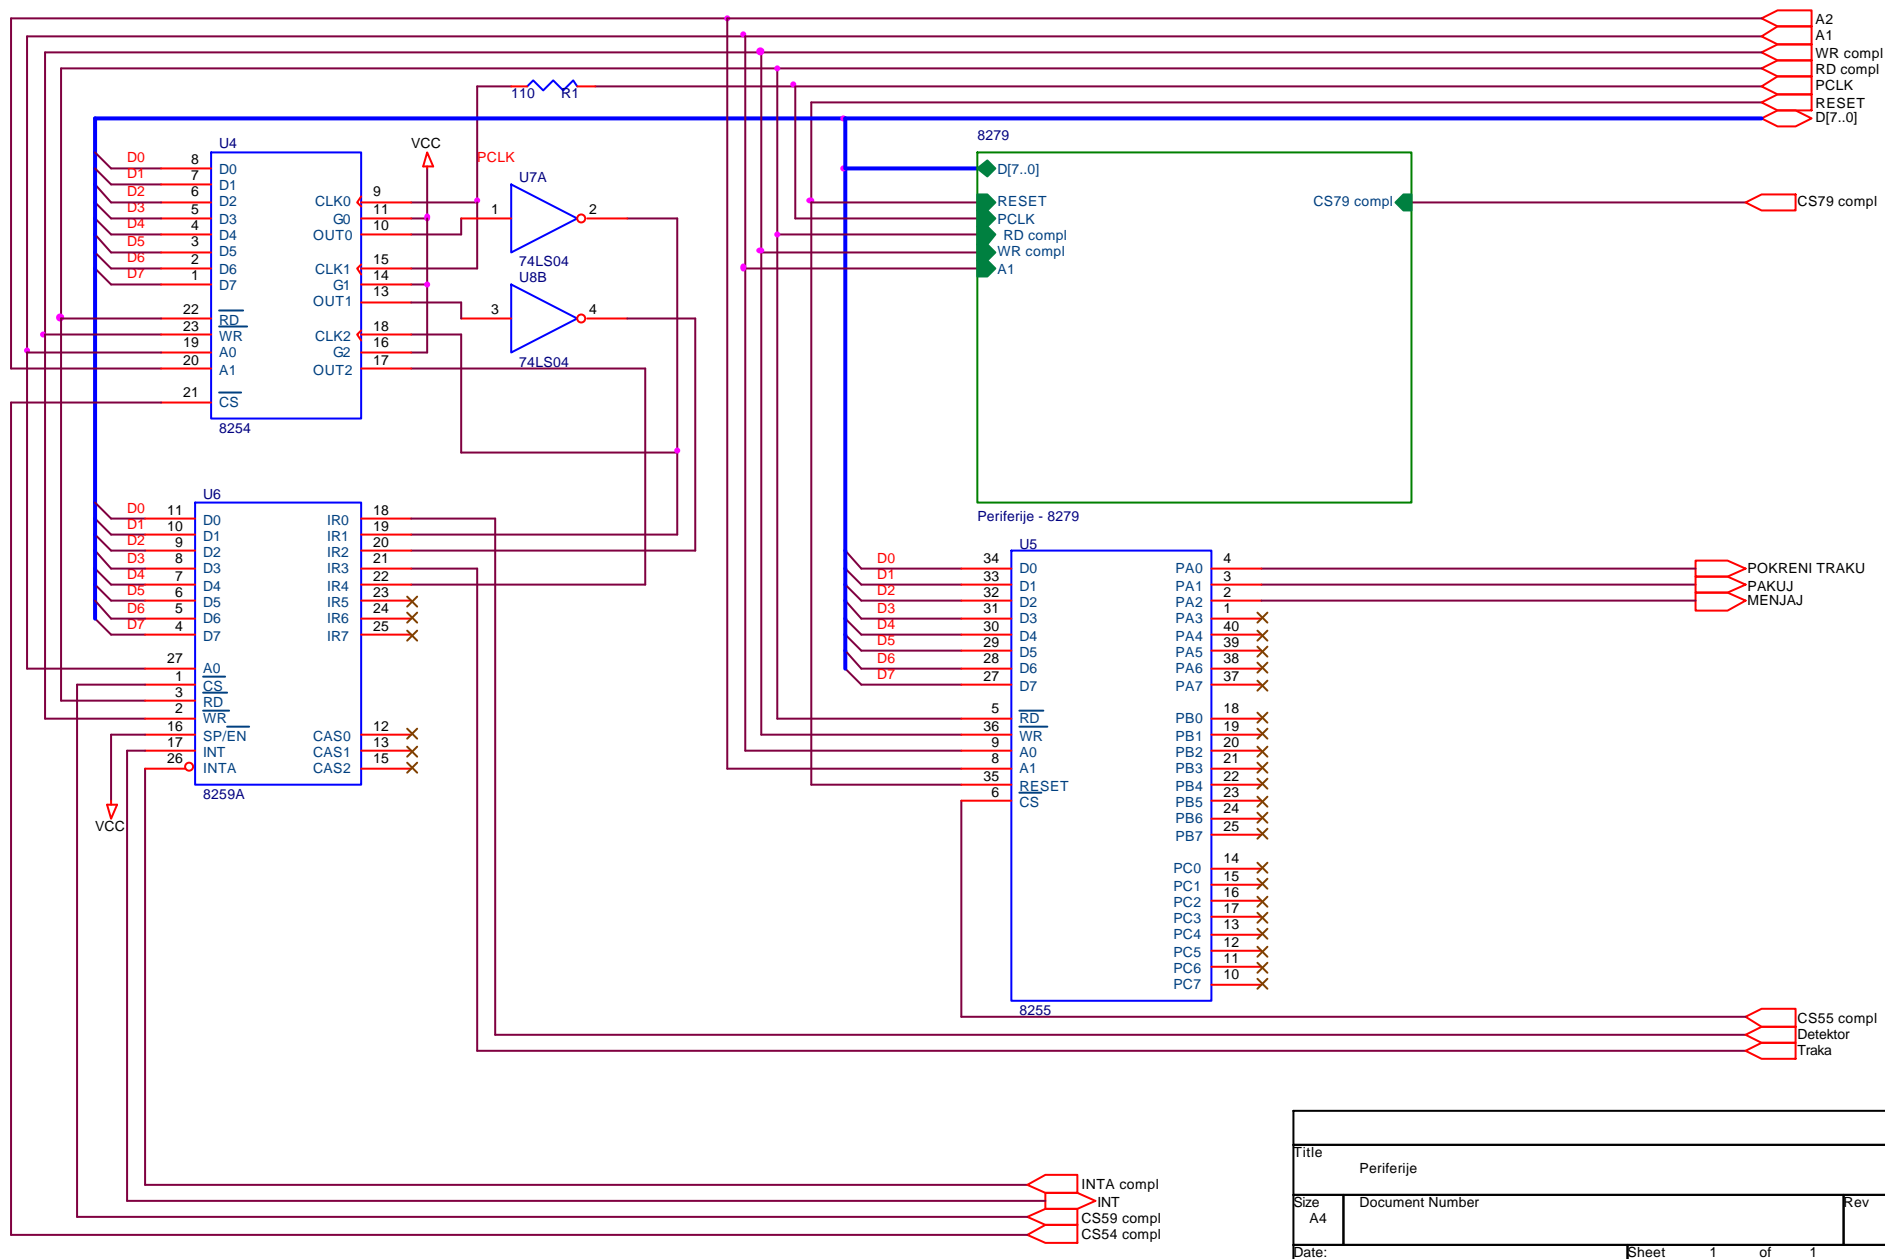 A2
A1
WR compl
RD compl
PCLK
RESET
D[7..0]
110 R1
U4
VCC
PCLK
D0 8 D0
D1 7 D1
D2 6 D2
D3 5 D3
D4 4 D4
D5 3 D5
D6 2 D6
D7 1 D7
22 RD
23 WR
19 A0
20 A1
21 CS
CLK0 9
G0 11
OUT0 10
CLK1 15
G1 14
OUT1 13
CLK2 18
G2 16
OUT2 17
8254
U7A
1 2
74LS04
U8B
3 4
74LS04
8279
D[7..0]
RESET
PCLK
RD compl
WR compl
A1
CS79 compl
CS79 compl
Periferije - 8279
U6
D0 11 D0
D1 10 D1
D2 9 D2
D3 8 D3
D4 7 D4
D5 6 D5
D6 5 D6
D7 4 D7
27 A0
1 CS
3 RD
2 WR
16 SP/EN
17 INT
26 INTA
IR0 18
IR1 19
IR2 20
IR3 21
IR4 22
IR5 23
IR6 24
IR7 25
CAS0 12
CAS1 13
CAS2 15
8259A
VCC
U5
D0 34 D0
D1 33 D1
D2 32 D2
D3 31 D3
D4 30 D4
D5 29 D5
D6 28 D6
D7 27 D7
5 RD
36 WR
9 A0
8 A1
35 RESET
6 CS
PA0 4
PA1 3
PA2 2
PA3 1
PA4 40
PA5 39
PA6 38
PA7 37
PB0 18
PB1 19
PB2 20
PB3 21
PB4 22
PB5 23
PB6 24
PB7 25
PC0 14
PC1 15
PC2 16
PC3 17
PC4 13
PC5 12
PC6 11
PC7 10
8255
POKRENI TRAKU
PAKUJ
MENJAJ
CS55 compl
Detektor
Traka
INTA compl
INT
CS59 compl
CS54 compl
Title
Periferije
Size Document Number Rev
A4
Date: Sheet 1 of 1